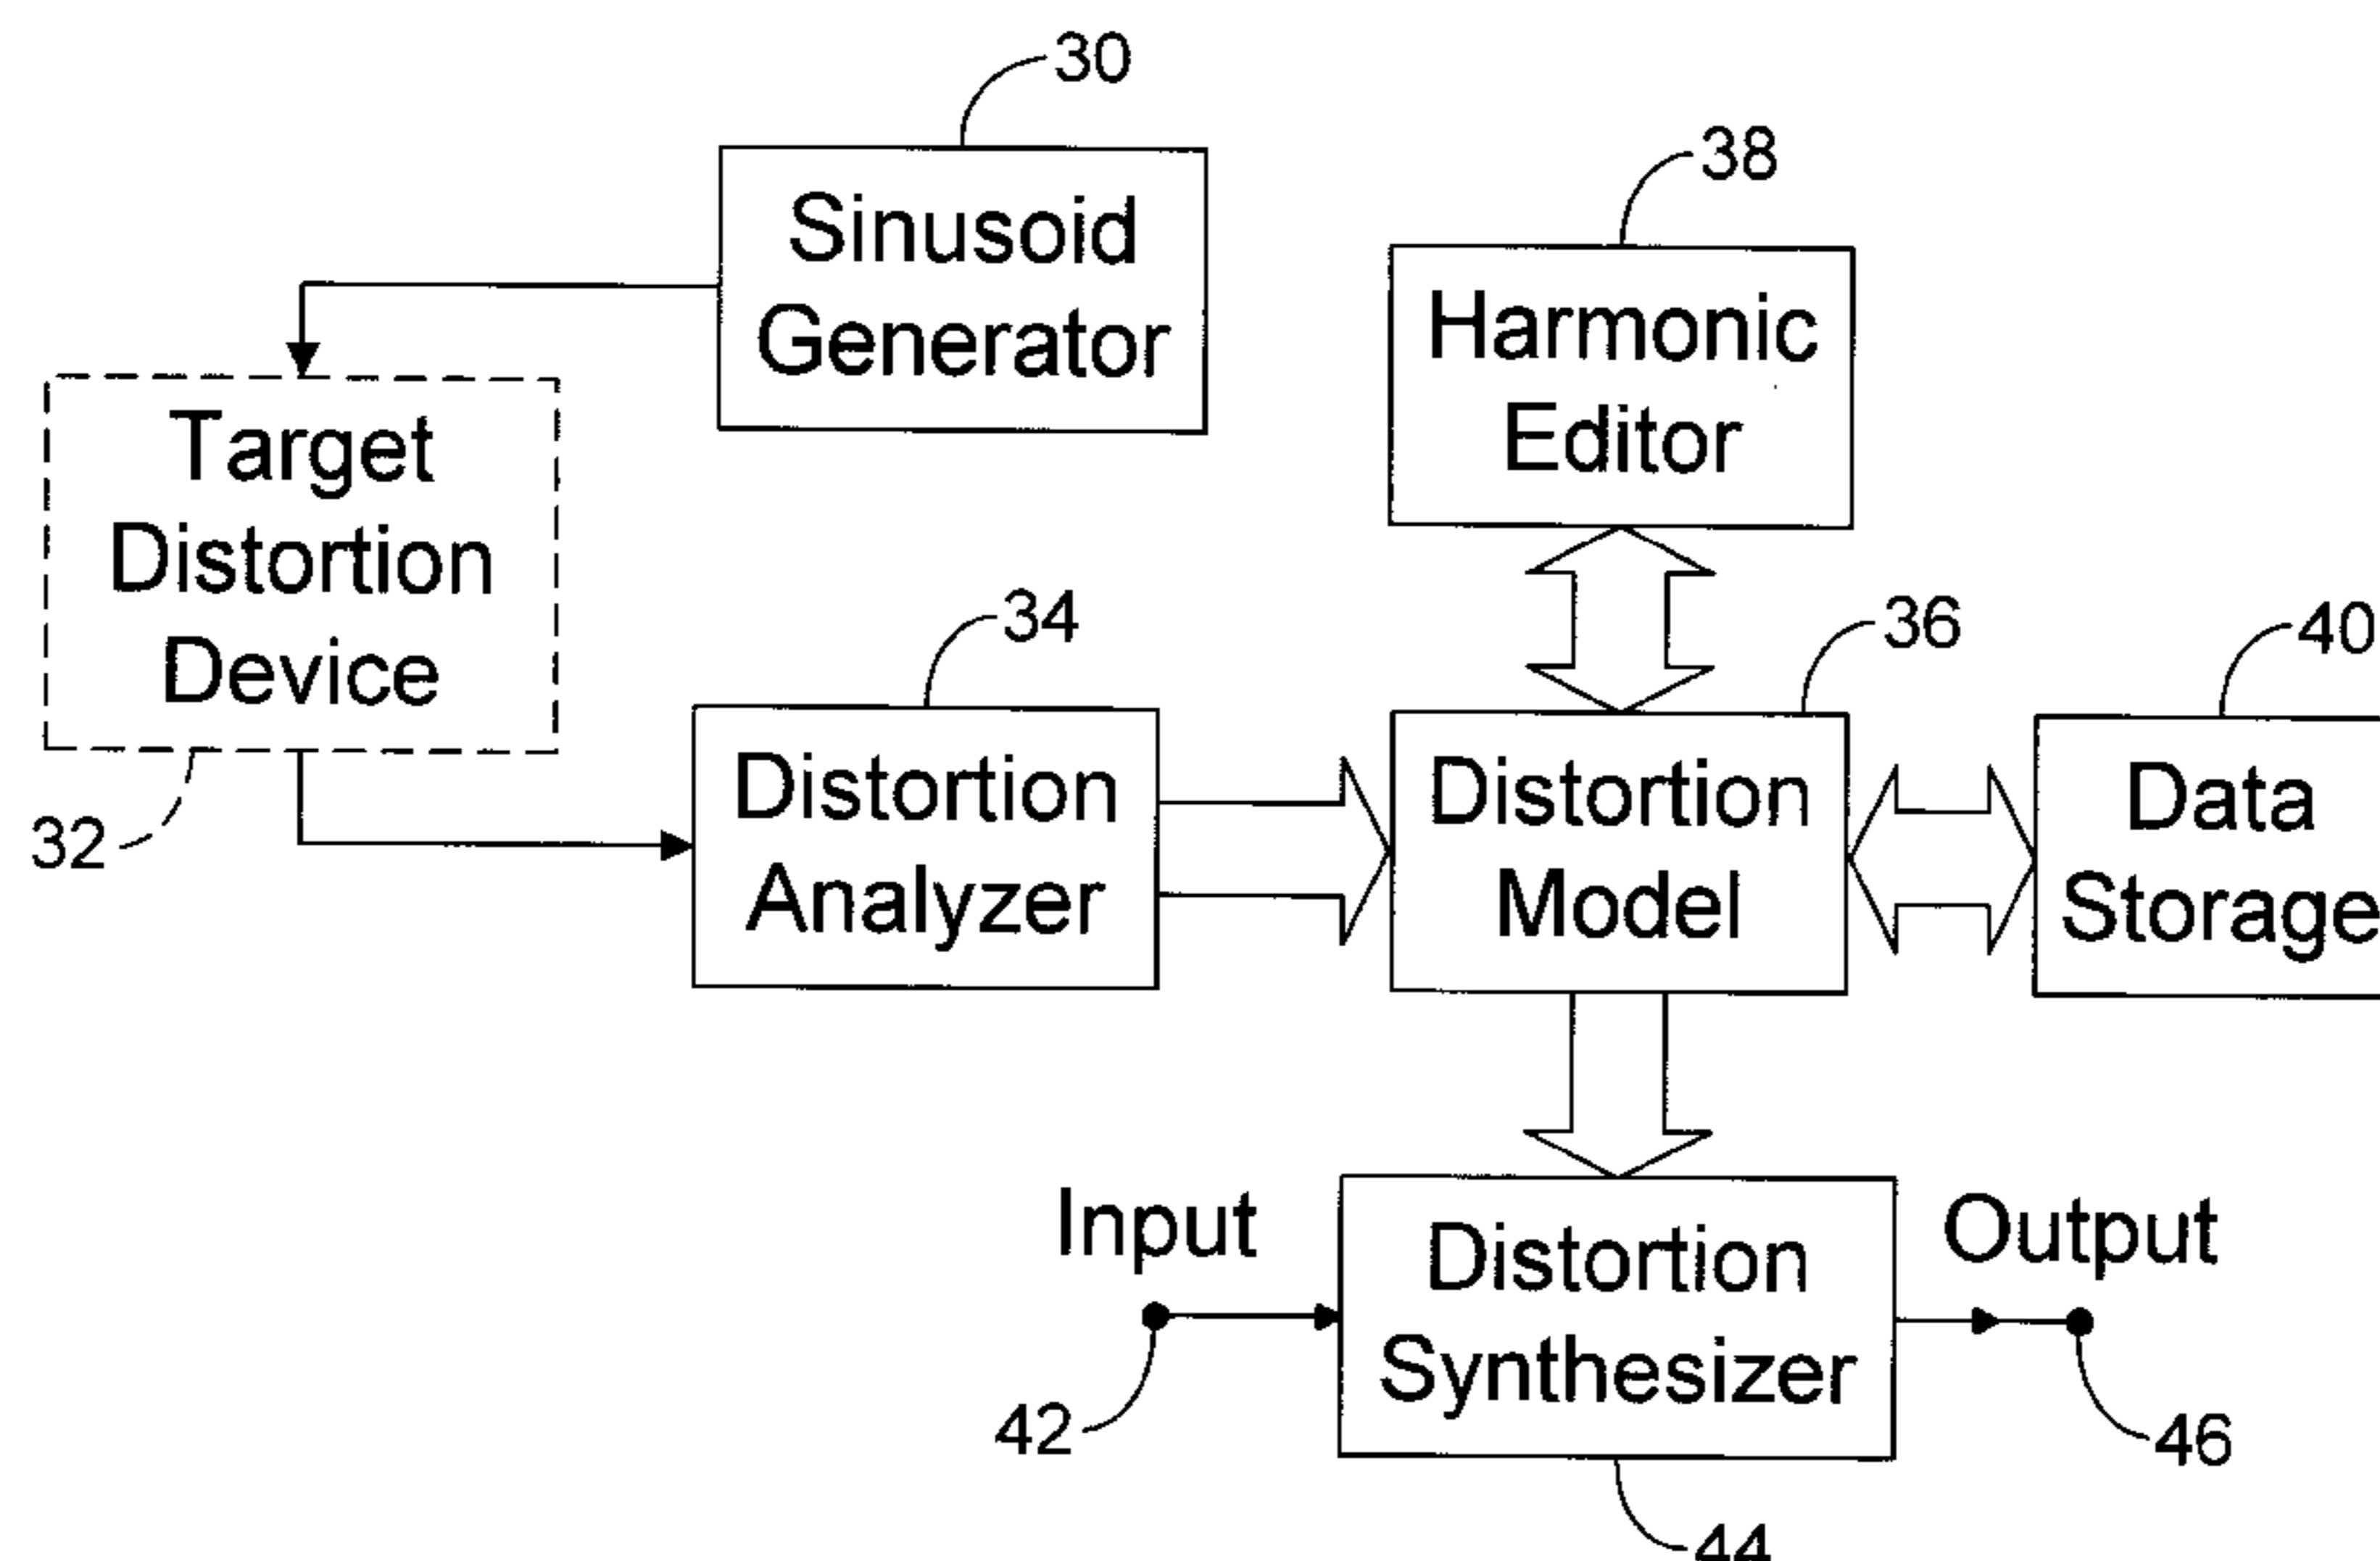 30
Sinusoid
Generator
38
Harmonic
Editor
Target
Distortion
Device
32
34
Distortion
Analyzer
36
Distortion
Model
40
Data
Storage
Input
42
Distortion
Synthesizer
44
Output
46